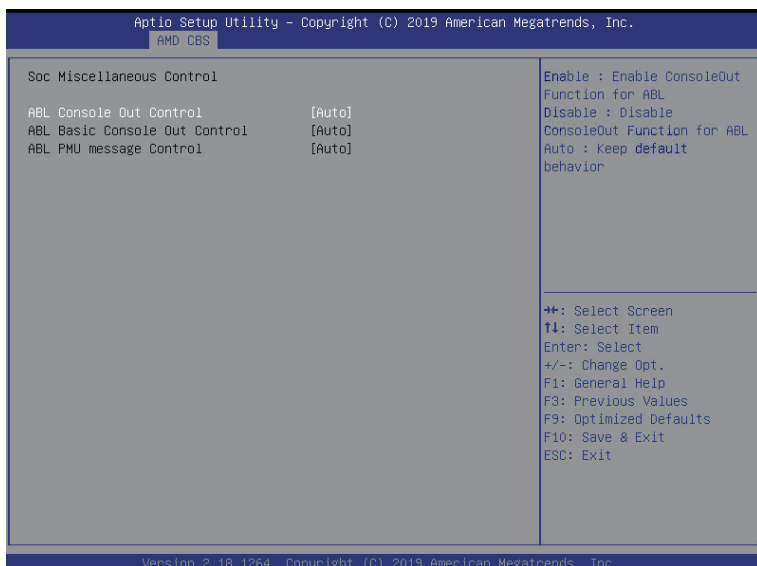 Aptio Setup Utility – Copyright (C) 2019 American Megatrends, Inc.
AMD CBS
Soc Miscellaneous Control
ABL Console Out Control [Auto]
ABL Basic Console Out Control [Auto]
ABL PMU message Control [Auto]
Enable : Enable ConsoleOut
Function for ABL
Disable : Disable
ConsoleOut Function for ABL
Auto : Keep default
behavior
→←: Select Screen
↑↓: Select Item
Enter: Select
+/-: Change Opt.
F1: General Help
F3: Previous Values
F9: Optimized Defaults
F10: Save & Exit
ESC: Exit
Version 2.18.1264. Copyright (C) 2019 American Megatrends, Inc.